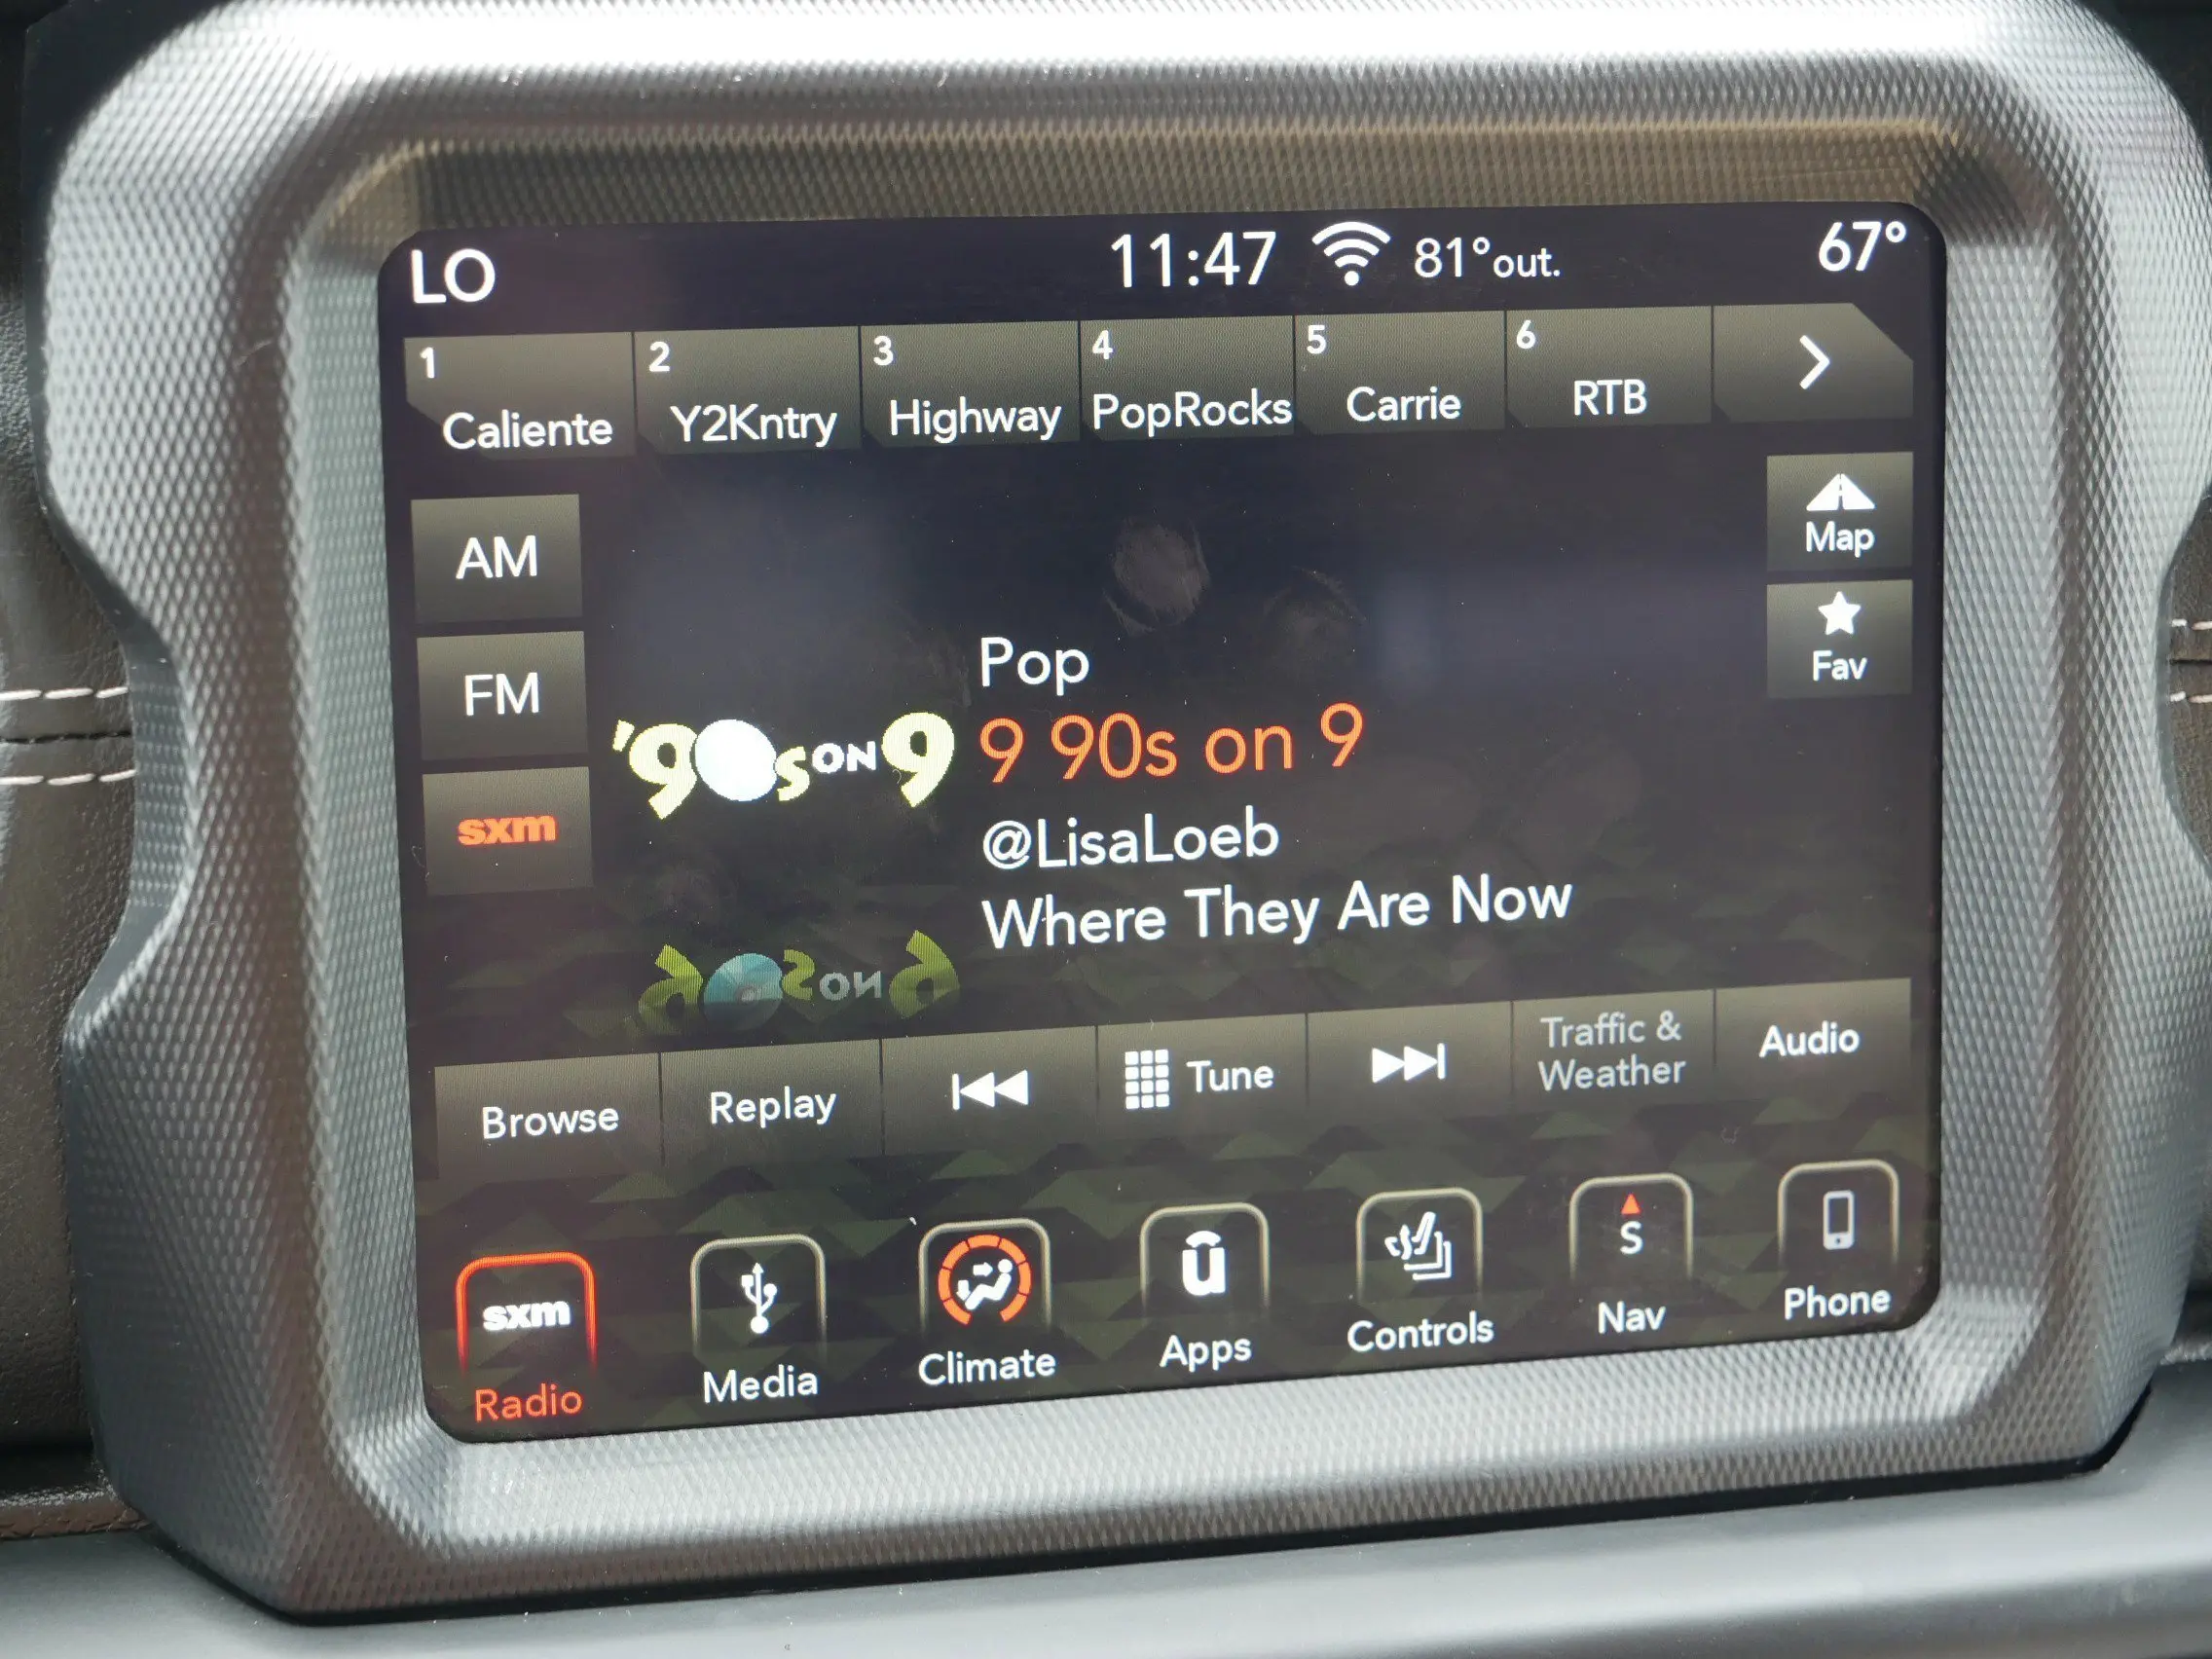 LO 11:47 81°out. 67°
1 2 3 4 5 6
Caliente Y2Kntry Highway PopRocks Carrie RTB
AM
Map
FM
Fav
sxm
Pop
'90s ON 9
9 90s on 9
@LisaLoeb
Where They Are Now
Browse Replay Tune Traffic & Weather Audio
sxm
S
Radio Media Climate Apps Controls Nav Phone